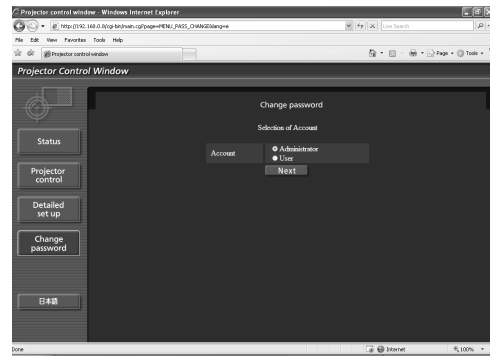 Projector control window - Windows Internet Explorer
http://192.168.0.8/cgi-bin/main.cgi?page=MENU_PASS_CHANGE&lang=e
Live Search
File Edit View Favorites Tools Help
Projector control window
Page Tools
Projector Control Window
Change password
Selection of Account
Account
Administrator
User
Next
Status
Projector
control
Detailed
set up
Change
password
日本語
Done
Internet
100%